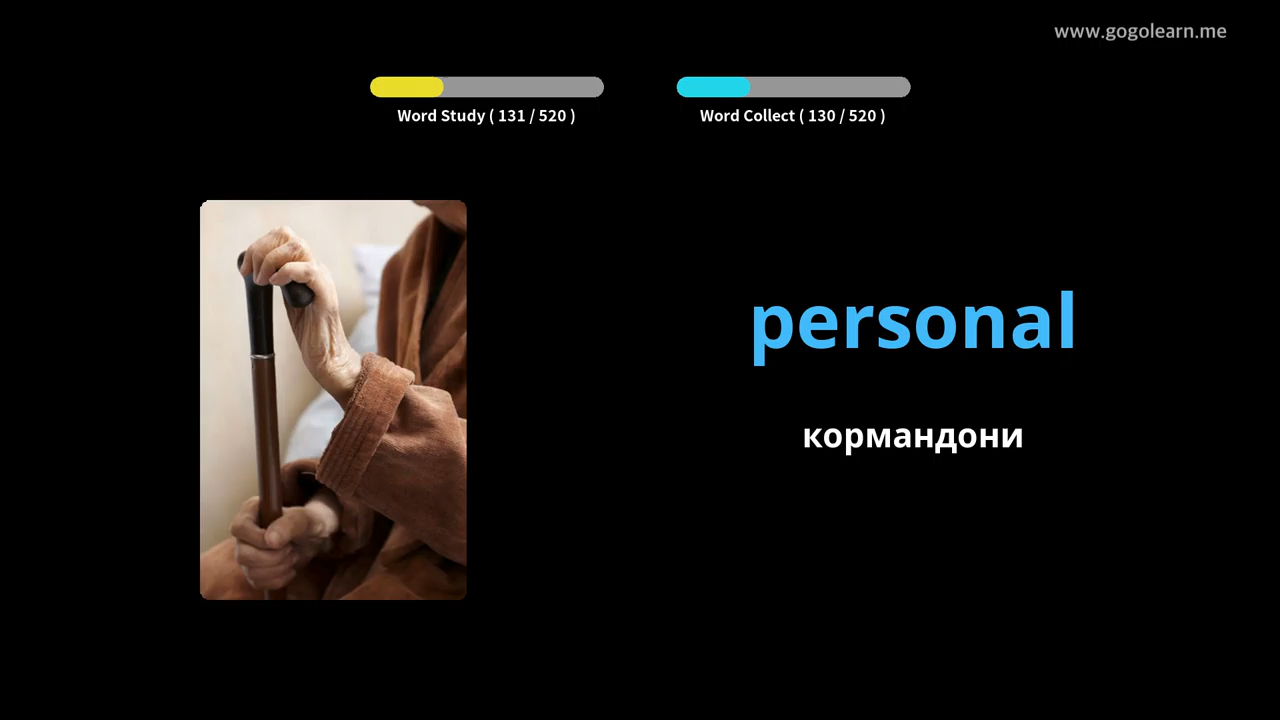 www.gogolearn.me
Word Study ( 131 / 520 )
Word Collect ( 130 / 520 )
personal
кормандони